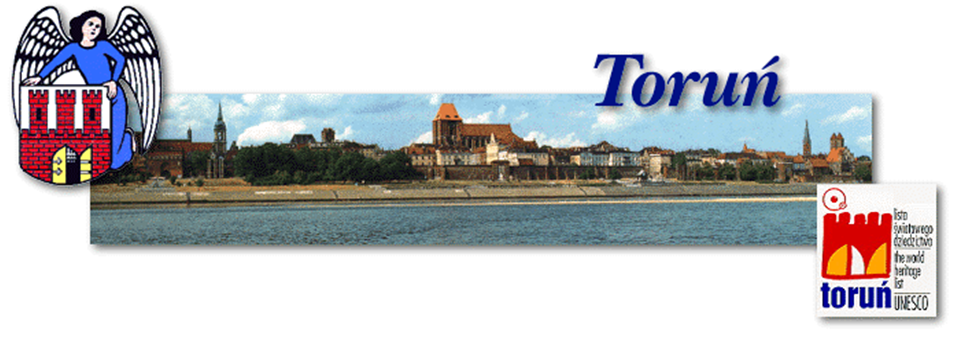 Toruń
lista
światowego
dziedzictwa
the world
heritage
list
UNESCO
toruń